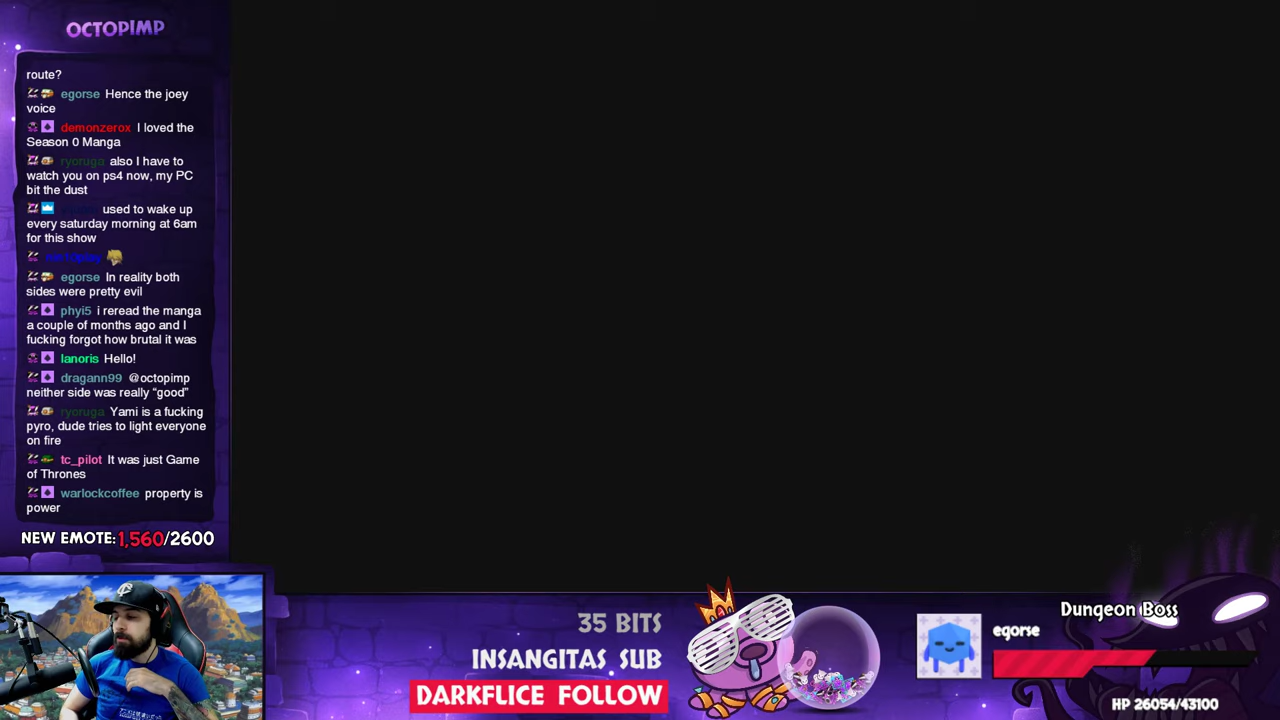 OCTOPIMP
route?
egorse Hence the joey
voice
demonzerox I loved the
Season 0 Manga
ryoruga also I have to
watch you on ps4 now, my PC
bit the dust
used to wake up
every saturday morning at 6am
for this show
egorse In reality both
sides were pretty evil
phyi5 i reread the manga
a couple of months ago and I
fucking forgot how brutal it was
lanoris Hello!
dragann99 @octopimp
neither side was really “good”
ryoruga Yami is a fucking
pyro, dude tries to light everyone
on fire
tc_pilot It was just Game
of Thrones
warlockcoffee property is
power
NEW EMOTE: 1,560/2600
35 BITS
INSANGITAS SUB
DARKFLICE FOLLOW
Dungeon Boss
egorse
HP 26054/43100